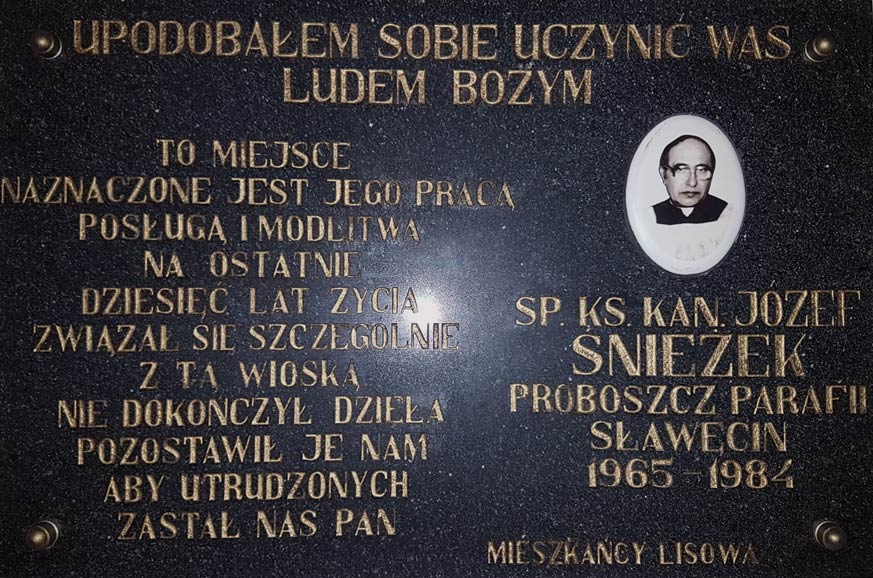 UPODOBAŁEM SOBIE UCZYNIĆ WAS
LUDEM BOŻYM
TO MIEJSCE
NAZNACZONE JEST JEGO PRACĄ
POSŁUGĄ I MODLITWĄ
NA OSTATNIE
DZIESIĘĆ LAT ŻYCIA
ZWIĄZAŁ SIĘ SZCZEGÓLNIE
Z TĄ WIOSKĄ
NIE DOKOŃCZYŁ DZIEŁA
POZOSTAWIŁ JE NAM
ABY UTRUDZONYCH
ZASTAŁ NAS PAN
ŚP. KS. KAN. JÓZEF
ŚNIEŻEK
PROBOSZCZ PARAFII
SŁAWĘCIN
1965-1984
MIESZKAŃCY LISOWA